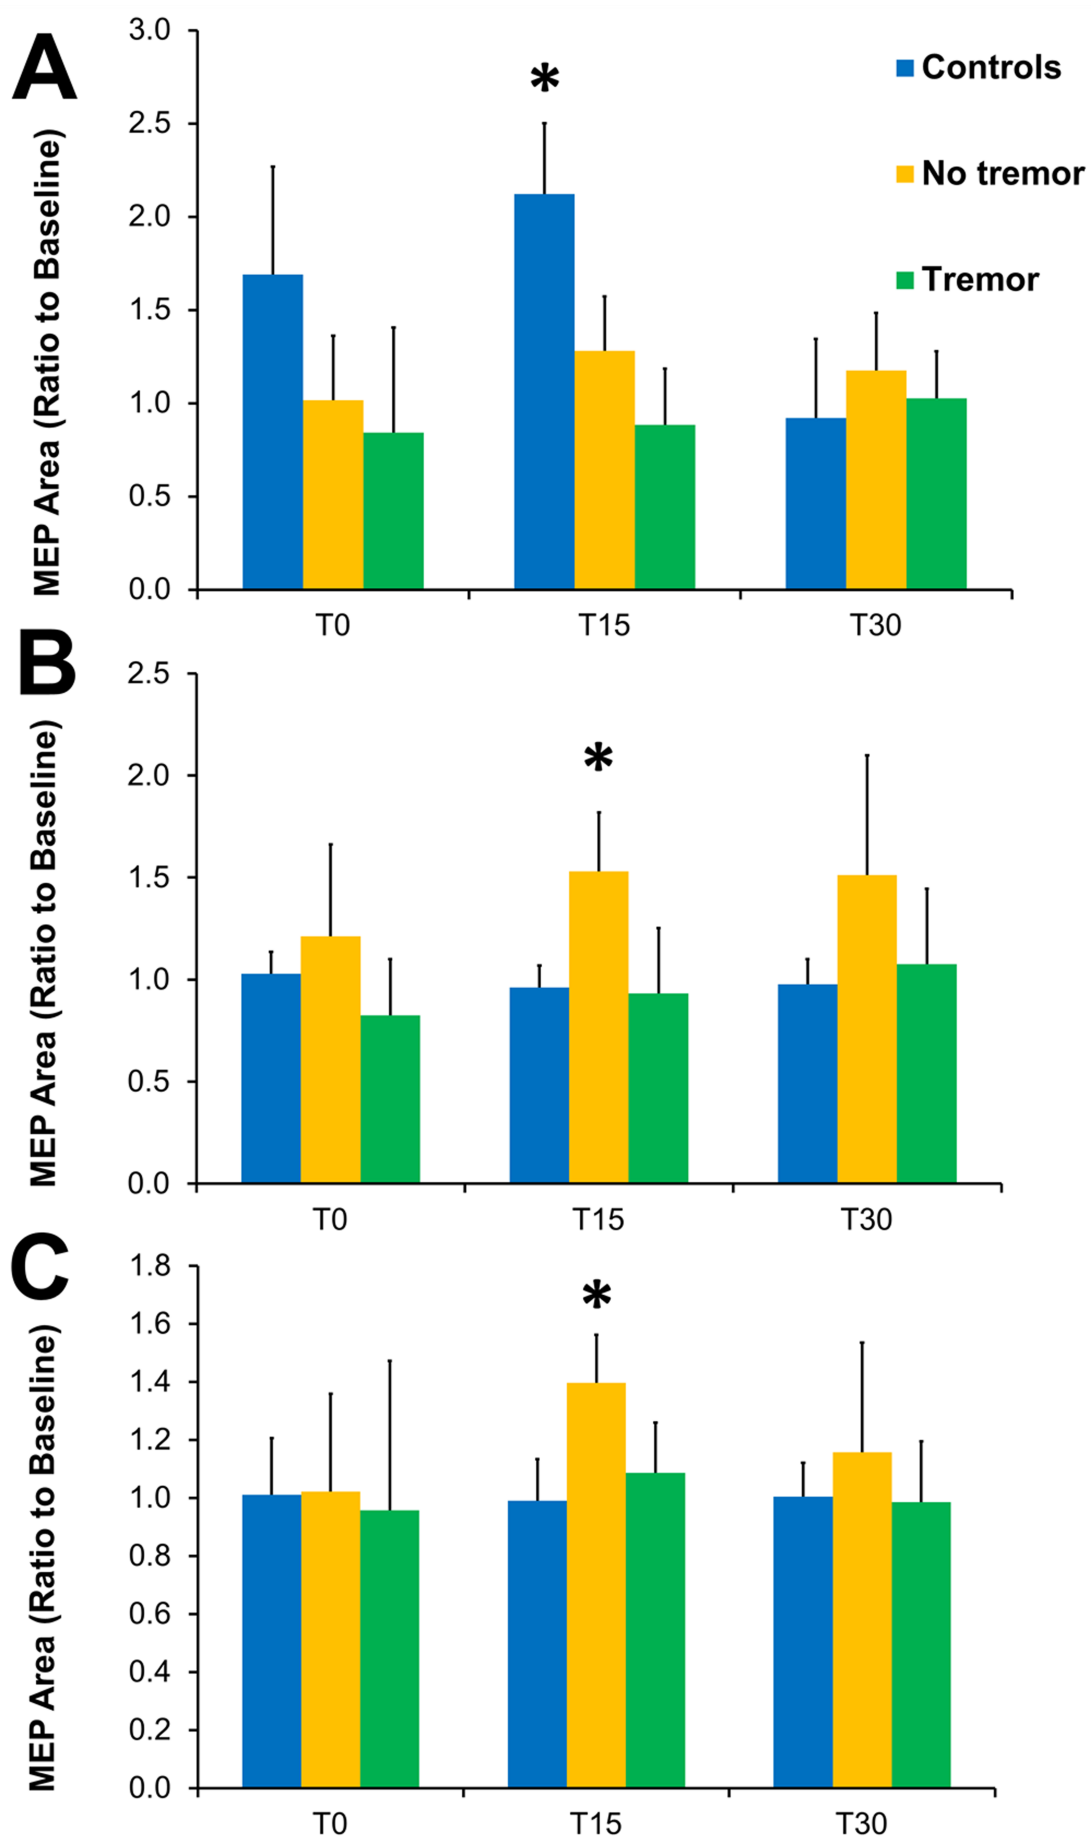 A
MEP Area (Ratio to Baseline)
3.0
2.5
2.0
1.5
1.0
0.5
0.0
*
Controls
No tremor
Tremor
T0 T15 T30
B
MEP Area (Ratio to Baseline)
2.5
2.0
1.5
1.0
0.5
0.0
*
T0 T15 T30
C
MEP Area (Ratio to Baseline)
1.8
1.6
1.4
1.2
1.0
0.8
0.6
0.4
0.2
0.0
*
T0 T15 T30